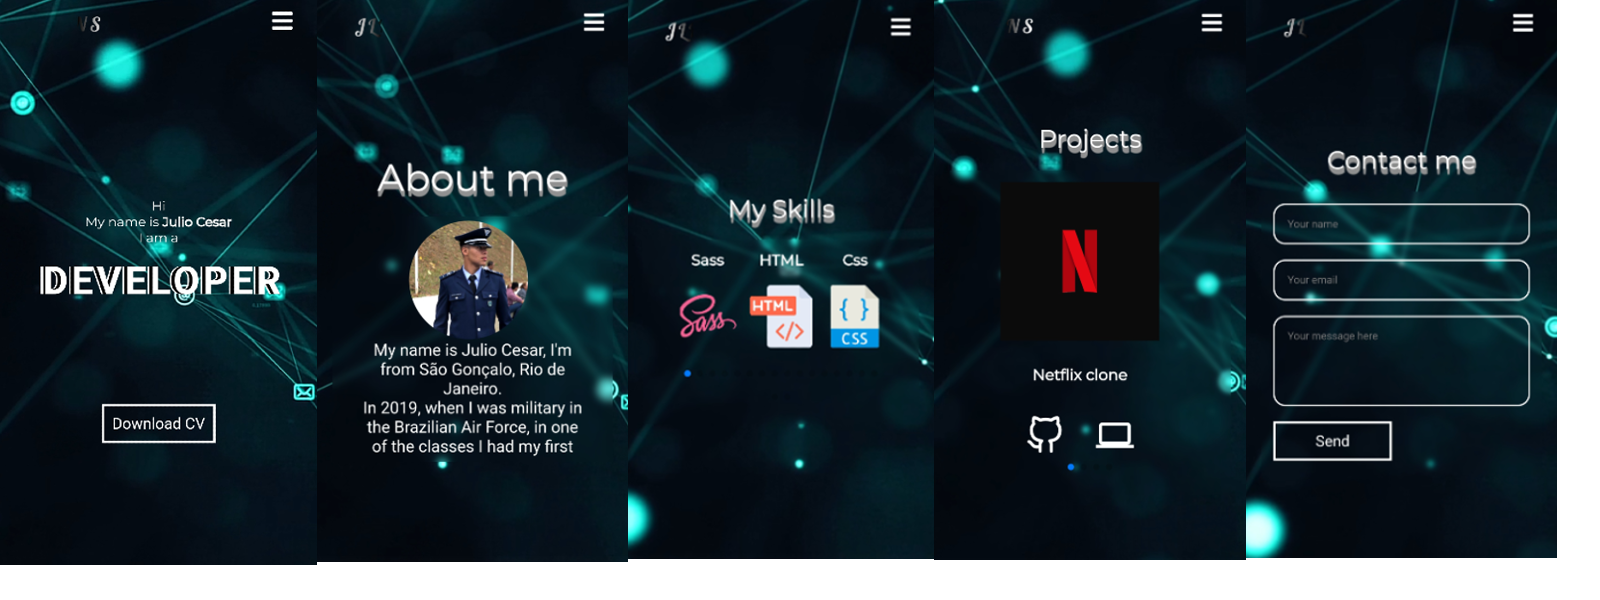 N S
Hi
My name is Julio Cesar
I am a
DEVELOPER
Download CV
JL
About me
My name is Julio Cesar, I'm
from São Gonçalo, Rio de
Janeiro.
In 2019, when I was military in
the Brazilian Air Force, in one
of the classes I had my first
JL
My Skills
Sass HTML Css
Sass HTML CSS
N S
Projects
N
Netflix clone
JL
Contact me
Your name
Your email
Your message here
Send